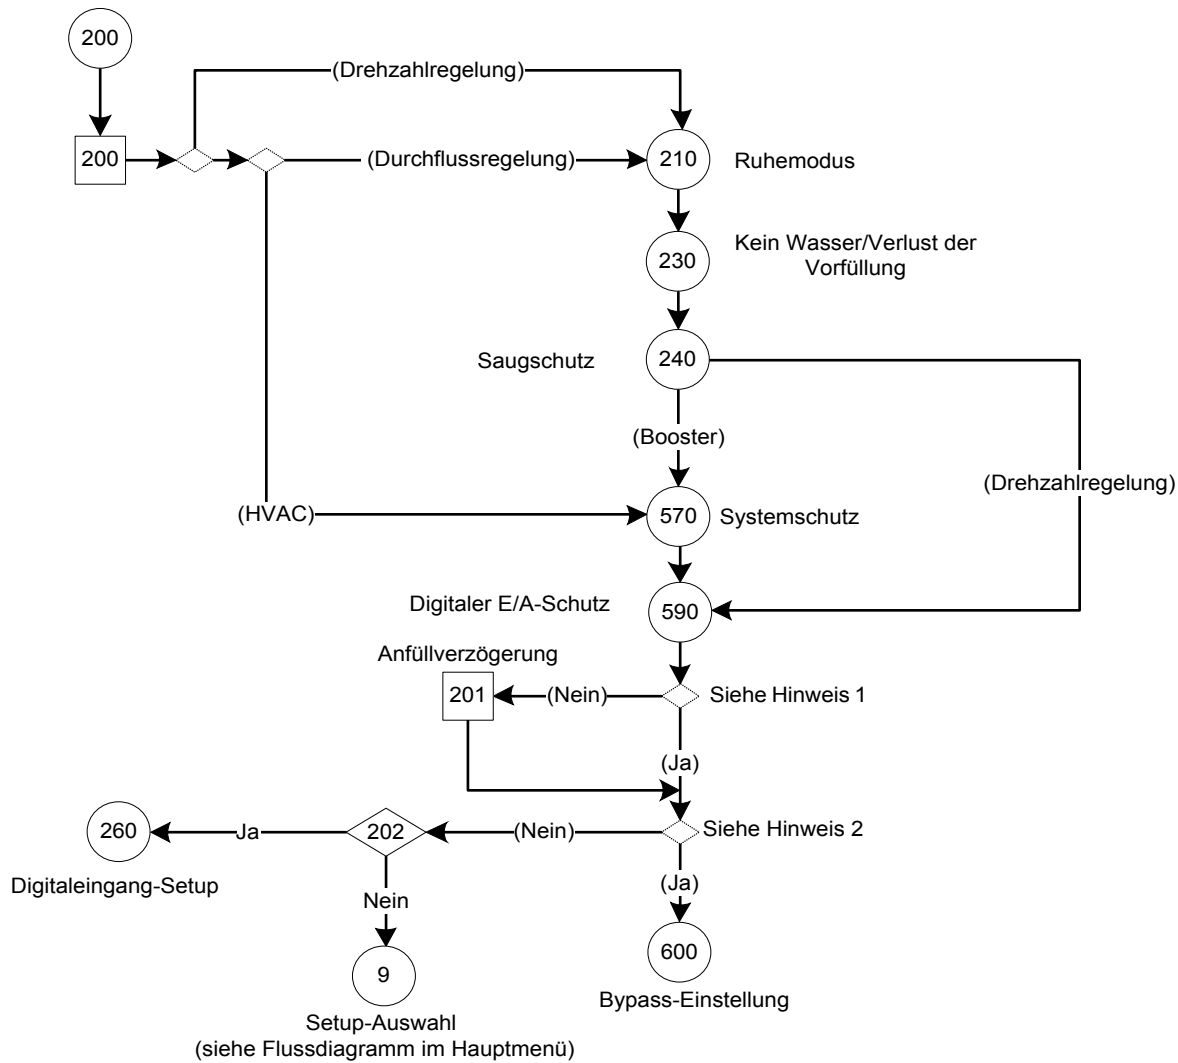 200
(Drehzahlregelung)
200
(Durchflussregelung)
210
Ruhemodus
230
Kein Wasser/Verlust der
Vorfüllung
Saugschutz
240
(Booster)
(Drehzahlregelung)
(HVAC)
570
Systemschutz
Digitaler E/A-Schutz
590
Anfüllverzögerung
201
(Nein)
Siehe Hinweis 1
(Ja)
260
Ja
202
(Nein)
Siehe Hinweis 2
Digitaleingang-Setup
Nein
(Ja)
9
600
Setup-Auswahl
(siehe Flussdiagramm im Hauptmenü)
Bypass-Einstellung